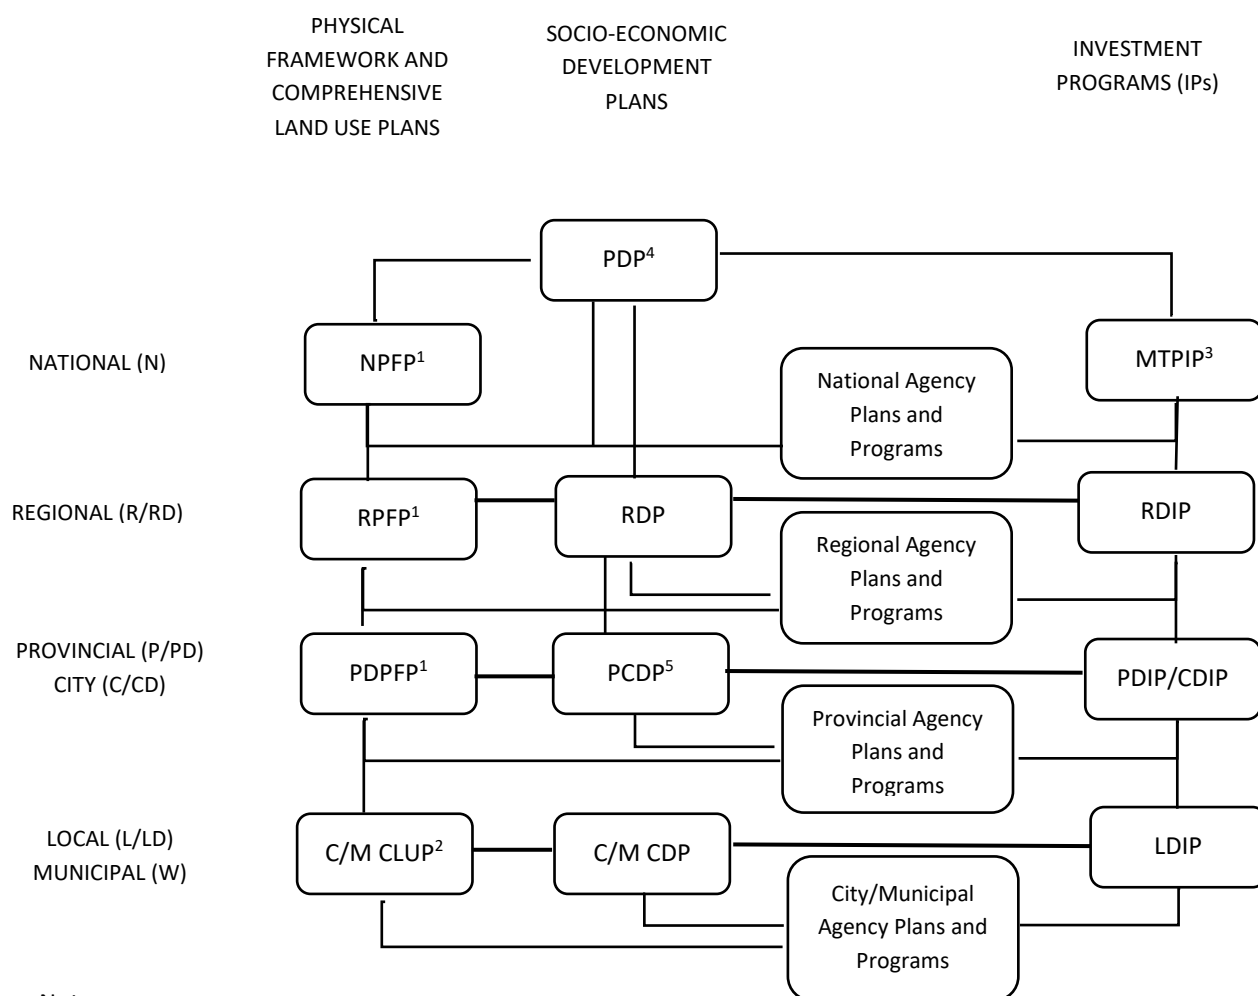 PHYSICAL
FRAMEWORK AND
COMPREHENSIVE
LAND USE PLANS
SOCIO-ECONOMIC
DEVELOPMENT
PLANS
INVESTMENT
PROGRAMS (IPs)
PDP⁴
NATIONAL (N)
NPFP¹
National Agency
Plans and
Programs
MTPIP³
REGIONAL (R/RD)
RPFP¹
RDP
RDIP
Regional Agency
Plans and
Programs
PROVINCIAL (P/PD)
CITY (C/CD)
PDPFP¹
PCDP⁵
PDIP/CDIP
Provincial Agency
Plans and
Programs
LOCAL (L/LD)
MUNICIPAL (W)
C/M CLUP²
C/M CDP
LDIP
City/Municipal
Agency Plans and
Programs